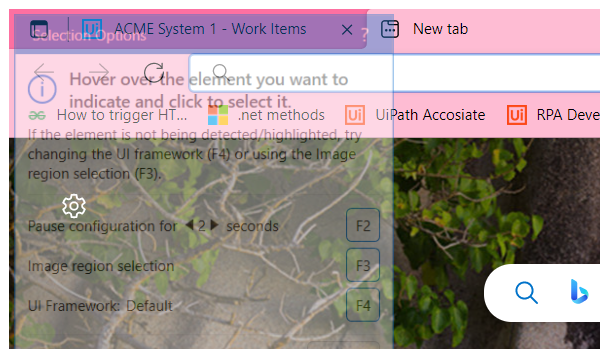 Selection Options
?
Ui ACME System 1 - Work Items
New tab
Hover over the element you want to
indicate and click to select it.
How to trigger HT...
.net methods
Ui UiPath Accosiate
Ui RPA Deve
If the element is not being detected/highlighted, try
changing the UI framework (F4) or using the Image
region selection (F3).
Pause configuration for 2 seconds
F2
Image region selection
F3
UI Framework: Default
F4